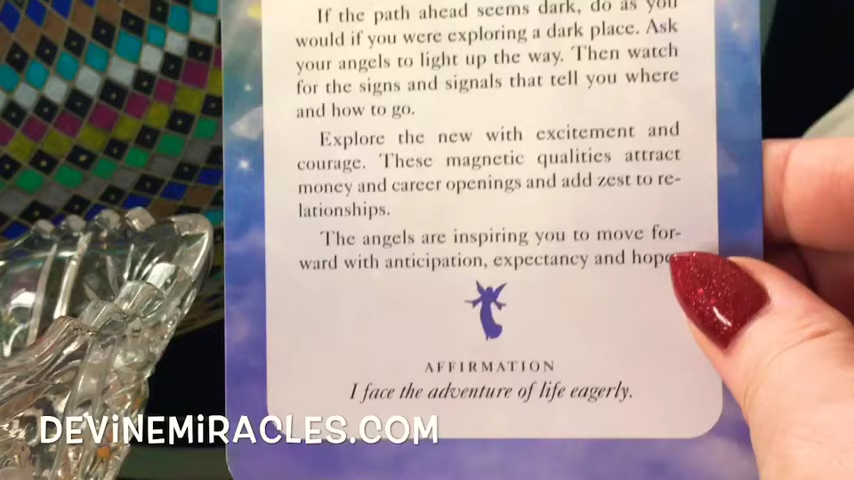 If the path ahead seems dark, do as you
would if you were exploring a dark place. Ask
your angels to light up the way. Then watch
for the signs and signals that tell you where
and how to go.
Explore the new with excitement and
courage. These magnetic qualities attract
money and career openings and add zest to re-
lationships.
The angels are inspiring you to move for-
ward with anticipation, expectancy and hope
AFFIRMATION
I face the adventure of life eagerly.
DEViNEMiRACLES.COM